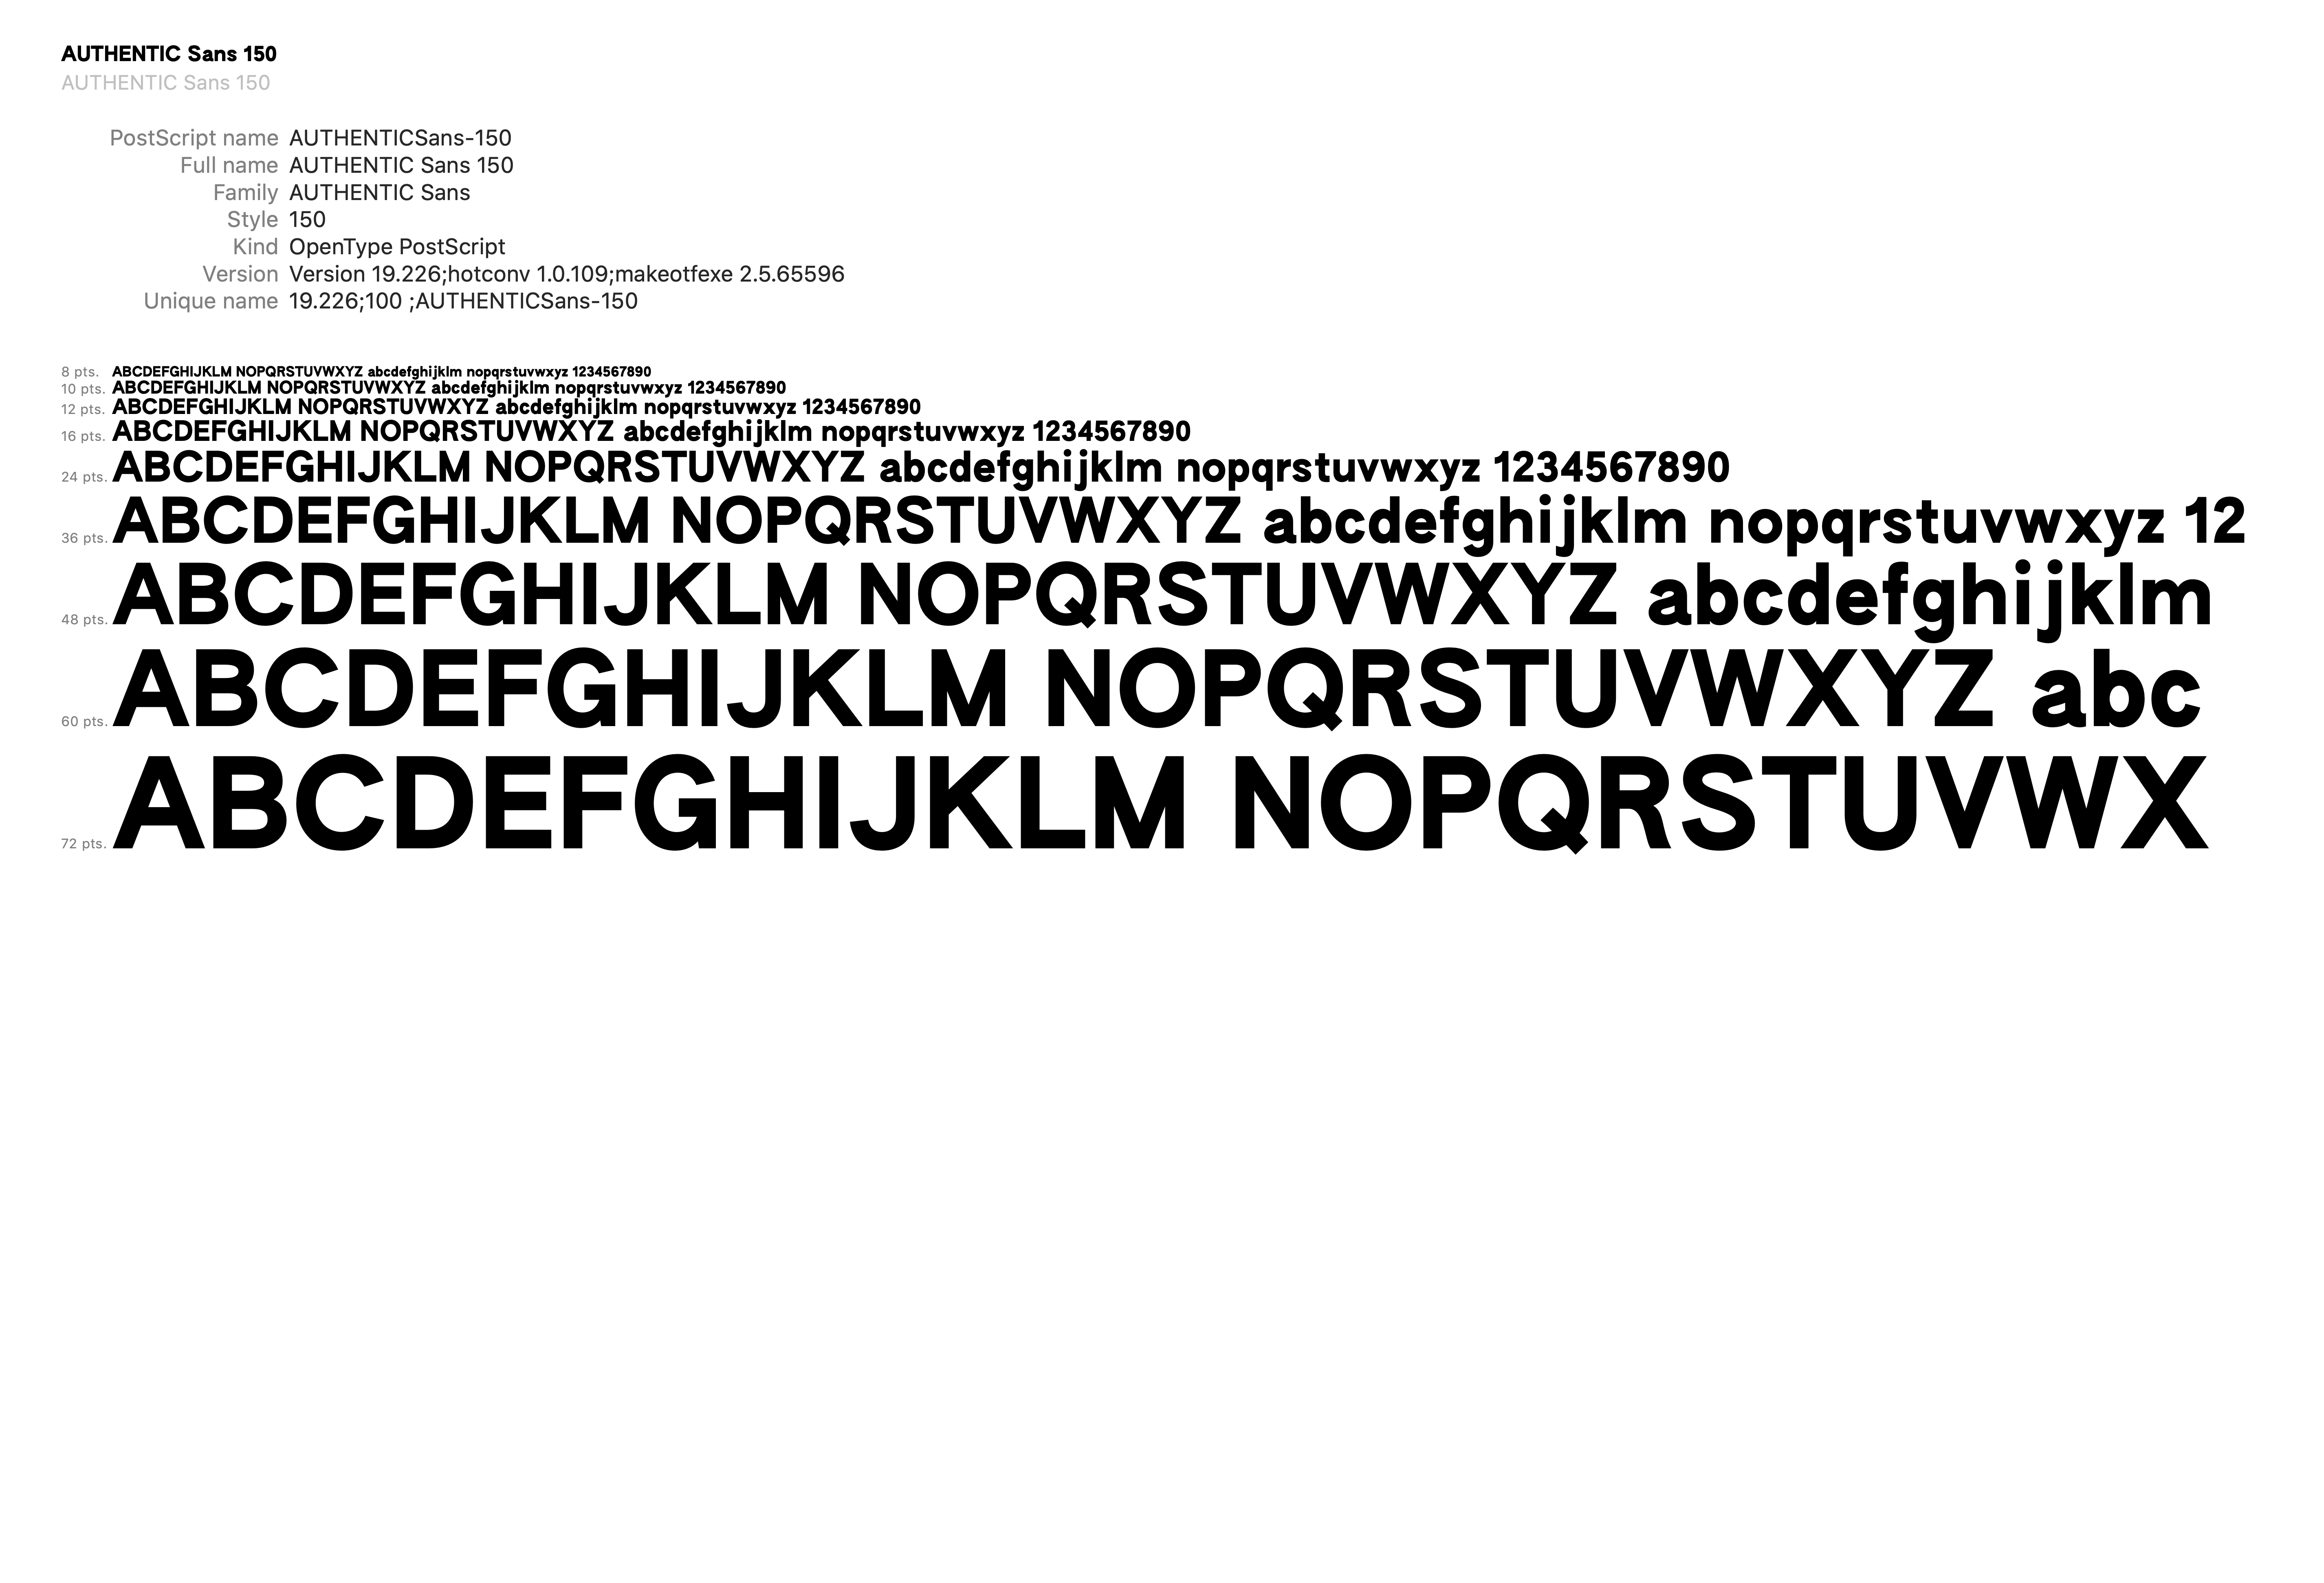 AUTHENTIC Sans 150
AUTHENTIC Sans 150
PostScript name AUTHENTICSans-150
Full name AUTHENTIC Sans 150
Family AUTHENTIC Sans
Style 150
Kind OpenType PostScript
Version Version 19.226;hotconv 1.0.109;makeotfexe 2.5.65596
Unique name 19.226;100 ;AUTHENTICSans-150
8 pts. ABCDEFGHIJKLM NOPQRSTUVWXYZ abcdefghijklm nopqrstuvwxyz 1234567890
10 pts. ABCDEFGHIJKLM NOPQRSTUVWXYZ abcdefghijklm nopqrstuvwxyz 1234567890
12 pts. ABCDEFGHIJKLM NOPQRSTUVWXYZ abcdefghijklm nopqrstuvwxyz 1234567890
16 pts. ABCDEFGHIJKLM NOPQRSTUVWXYZ abcdefghijklm nopqrstuvwxyz 1234567890
24 pts. ABCDEFGHIJKLM NOPQRSTUVWXYZ abcdefghijklm nopqrstuvwxyz 1234567890
36 pts. ABCDEFGHIJKLM NOPQRSTUVWXYZ abcdefghijklm nopqrstuvwxyz 12
48 pts. ABCDEFGHIJKLM NOPQRSTUVWXYZ abcdefghijklm
60 pts. ABCDEFGHIJKLM NOPQRSTUVWXYZ abc
72 pts. ABCDEFGHIJKLM NOPQRSTUVWX